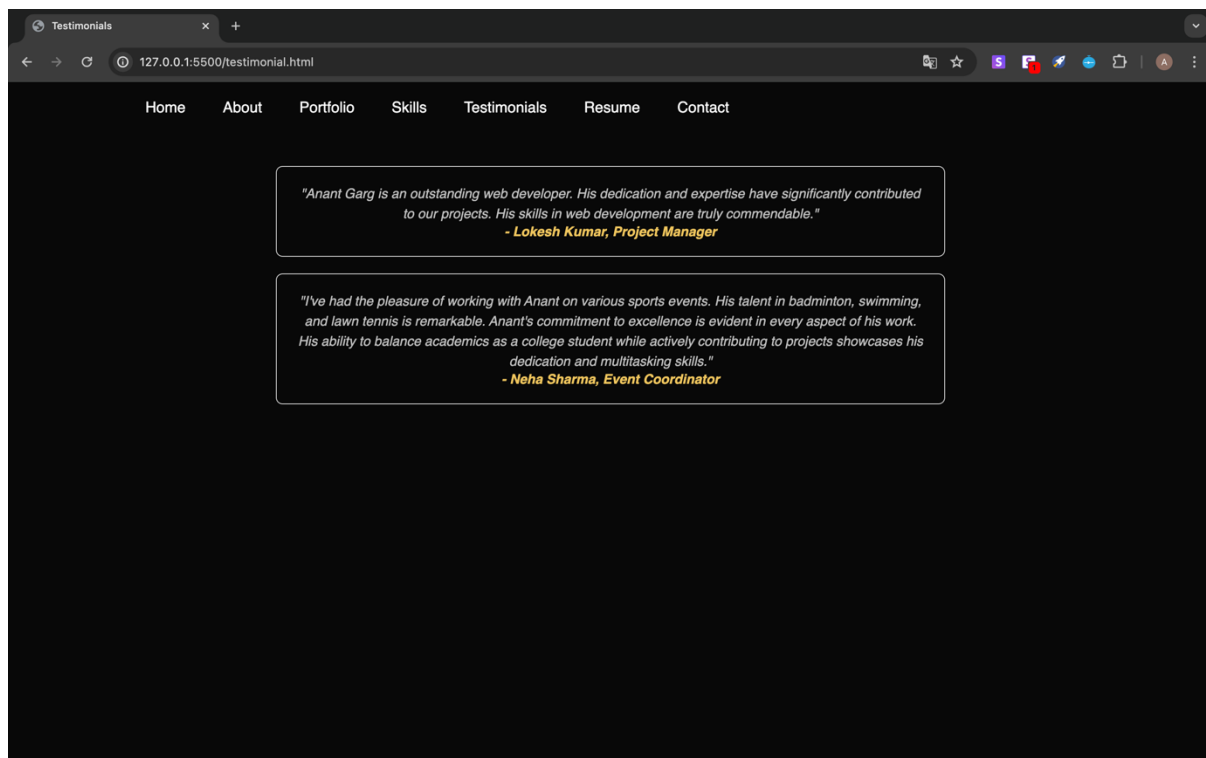 Testimonials
127.0.0.1:5500/testimonial.html
S
1
A
Home About Portfolio Skills Testimonials Resume Contact
"Anant Garg is an outstanding web developer. His dedication and expertise have significantly contributed
to our projects. His skills in web development are truly commendable."
- Lokesh Kumar, Project Manager
"I've had the pleasure of working with Anant on various sports events. His talent in badminton, swimming,
and lawn tennis is remarkable. Anant's commitment to excellence is evident in every aspect of his work.
His ability to balance academics as a college student while actively contributing to projects showcases his
dedication and multitasking skills."
- Neha Sharma, Event Coordinator